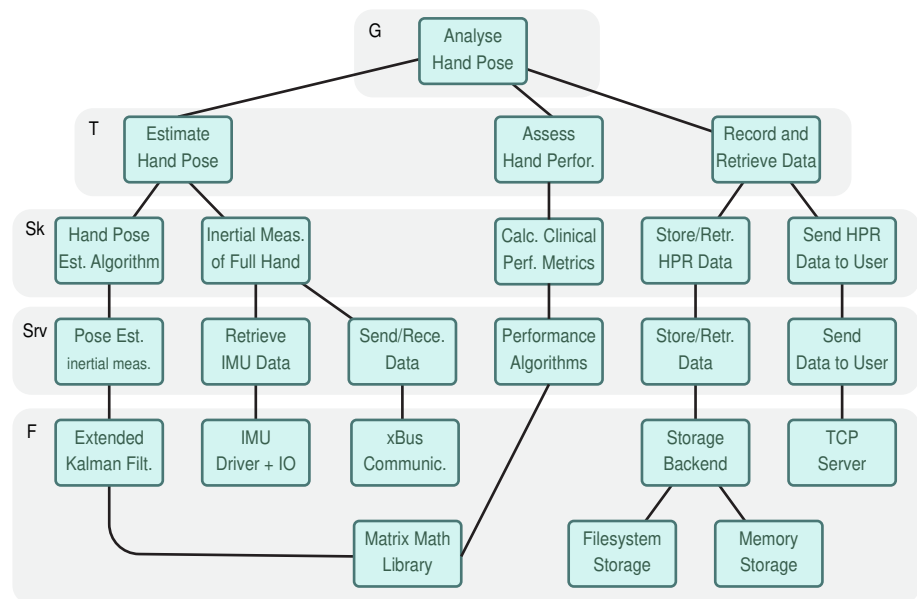 G
Analyse
Hand Pose
T
Estimate
Hand Pose
Assess
Hand Perfor.
Record and
Retrieve Data
Sk
Hand Pose
Est. Algorithm
Inertial Meas.
of Full Hand
Calc. Clinical
Perf. Metrics
Store/Retr.
HPR Data
Send HPR
Data to User
Srv
Pose Est.
inertial meas.
Retrieve
IMU Data
Send/Rece.
Data
Performance
Algorithms
Store/Retr.
Data
Send
Data to User
F
Extended
Kalman Filt.
IMU
Driver + IO
xBus
Communic.
Storage
Backend
TCP
Server
Matrix Math
Library
Filesystem
Storage
Memory
Storage